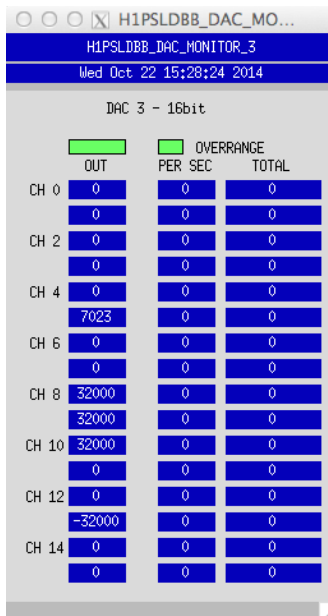 H1PSLDBB_DAC_MO...
H1PSLDBB_DAC_MONITOR_3
Wed Oct 22 15:28:24 2014
DAC 3 - 16bit
OVERRANGE
OUT PER SEC TOTAL
CH 0 0 0 0
0 0 0
CH 2 0 0 0
0 0 0
CH 4 0 0 0
7023 0 0
CH 6 0 0 0
0 0 0
CH 8 32000 0 0
32000 0 0
CH 10 32000 0 0
0 0 0
CH 12 0 0 0
-32000 0 0
CH 14 0 0 0
0 0 0